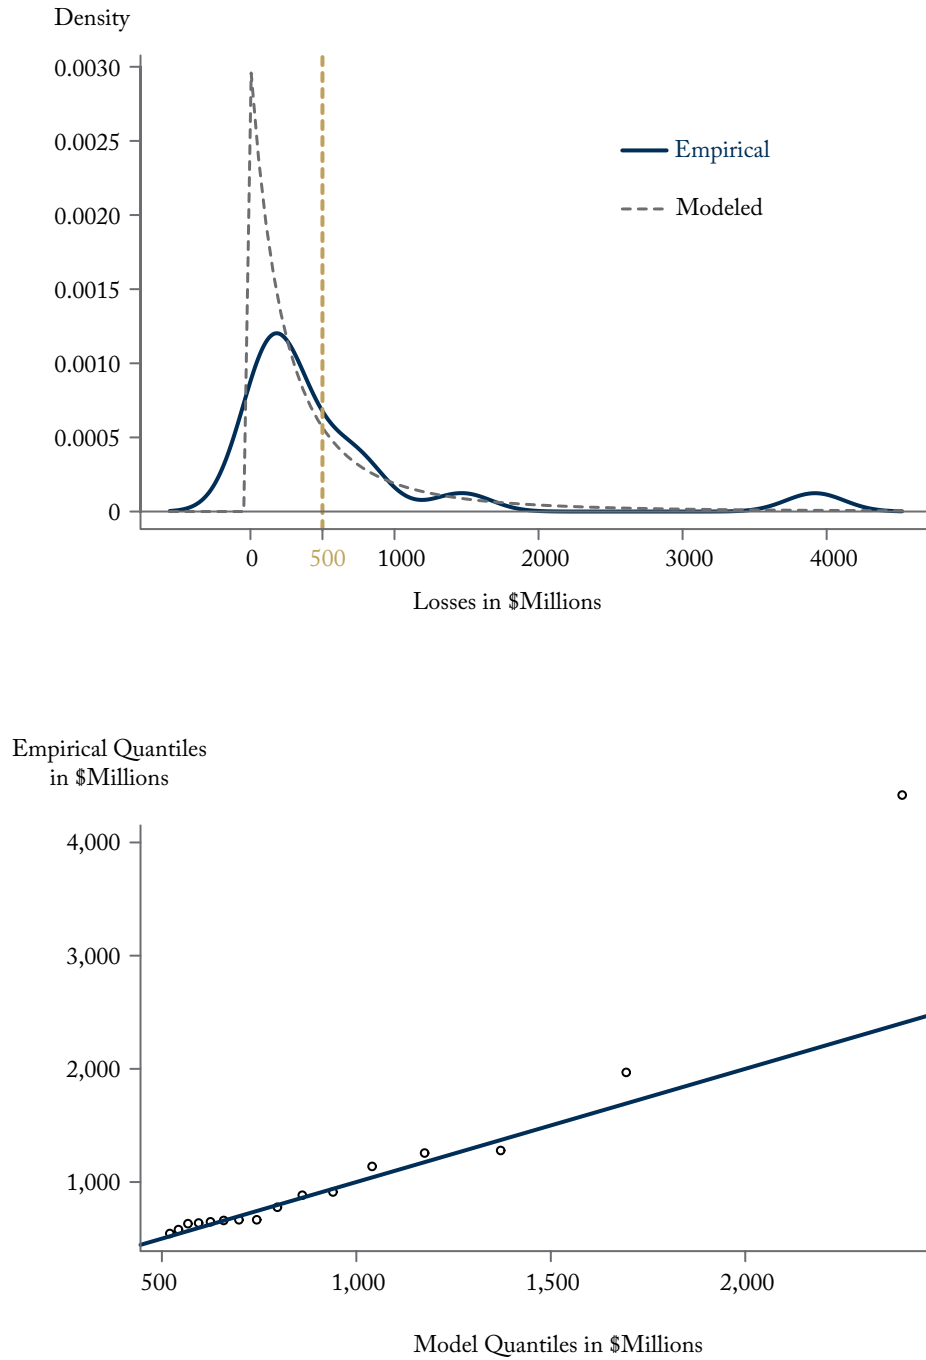 Density
0.0030
0.0025
0.0020
0.0015
0.0010
0.0005
0
Empirical
Modeled
0 500 1000 2000 3000 4000
Losses in $Millions
Empirical Quantiles
in $Millions
4,000
3,000
2,000
1,000
500 1,000 1,500 2,000
Model Quantiles in $Millions